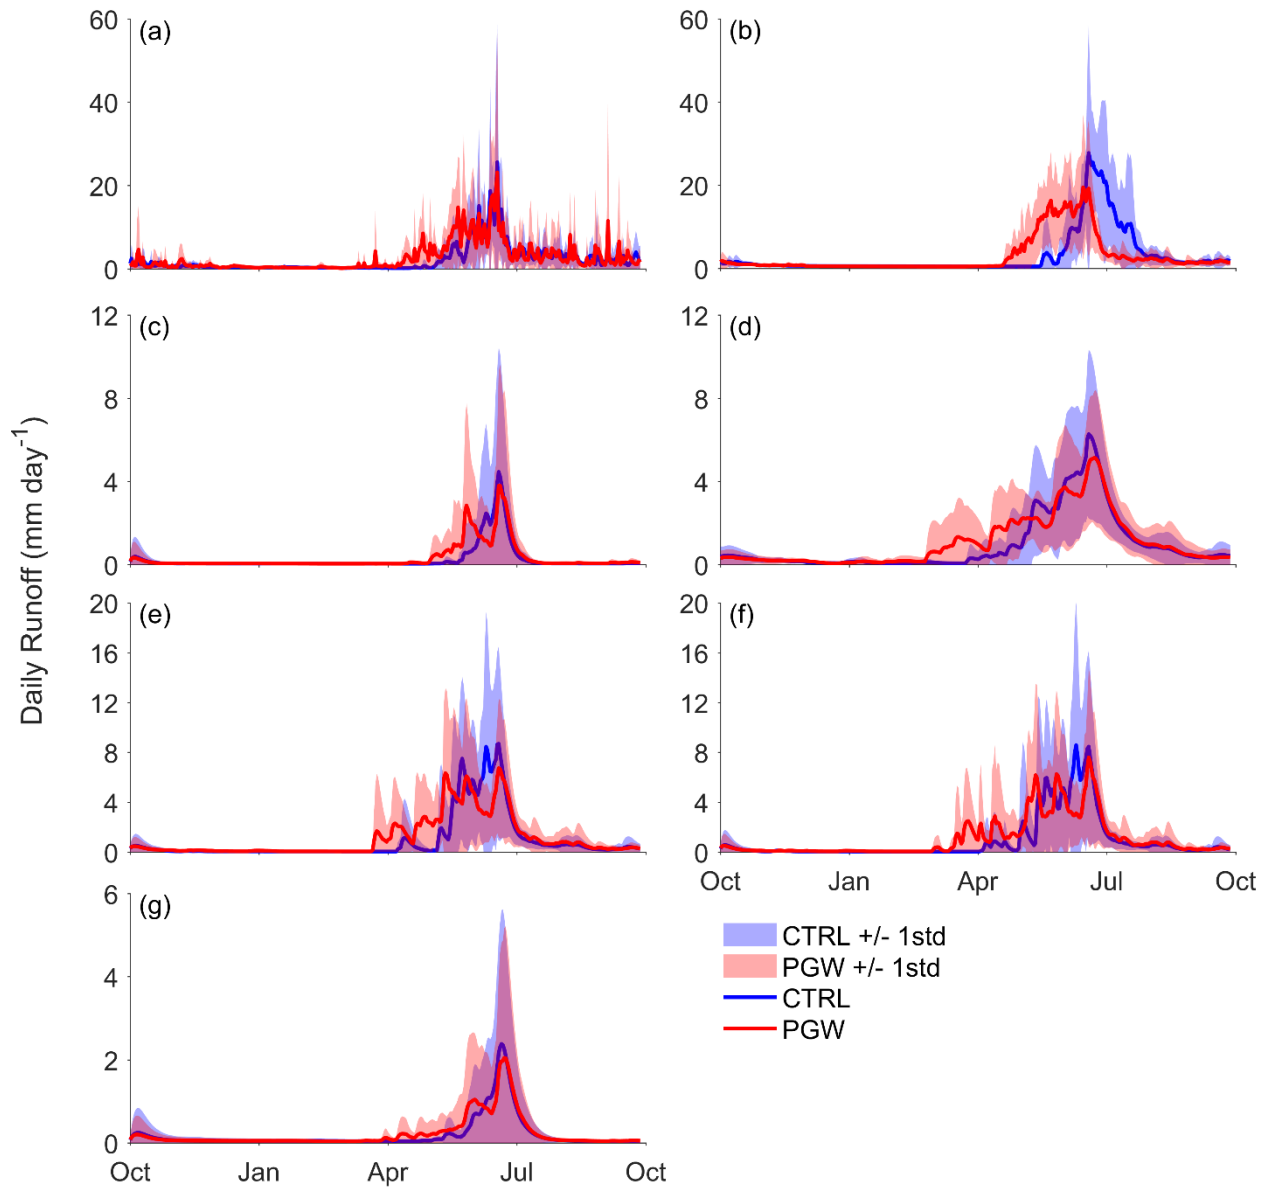 Daily Runoff (mm day-1)
(a)
60
40
20
0
(b)
60
40
20
0
(c)
12
8
4
0
(d)
12
8
4
0
(e)
20
16
12
8
4
0
(f)
20
16
12
8
4
0
Oct Jan Apr Jul Oct
(g)
6
4
2
0
Oct Jan Apr Jul Oct
CTRL +/- 1std
PGW +/- 1std
CTRL
PGW